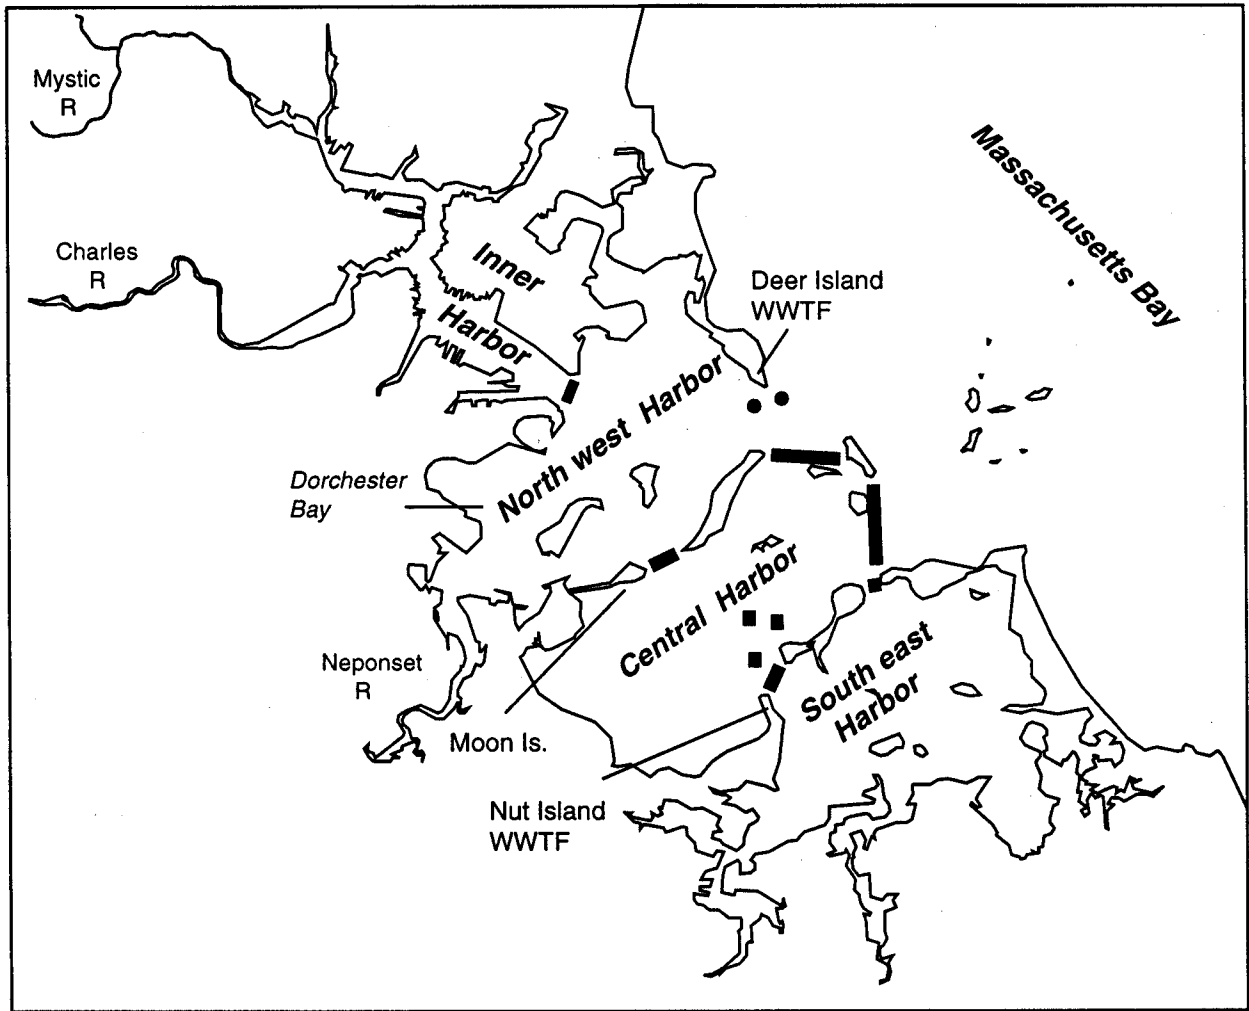 Mystic
R
Massachusetts Bay
Charles
R
Inner
Harbor
Deer Island
WWTF
North west Harbor
Dorchester
Bay
Central Harbor
South east
Harbor
Neponset
R
Moon Is.
Nut Island
WWTF